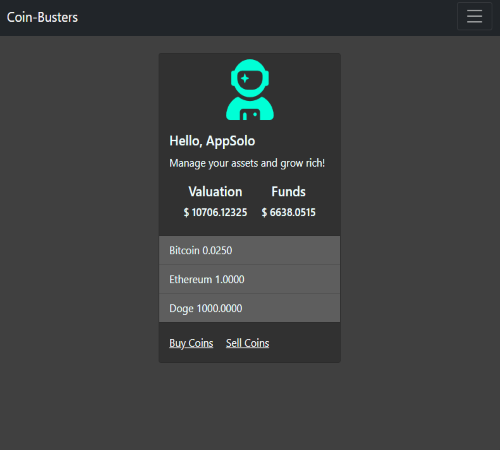 Coin-Busters
Hello, AppSolo
Manage your assets and grow rich!
Valuation Funds
$ 10706.12325 $ 6638.0515
Bitcoin 0.0250
Ethereum 1.0000
Doge 1000.0000
Buy Coins Sell Coins